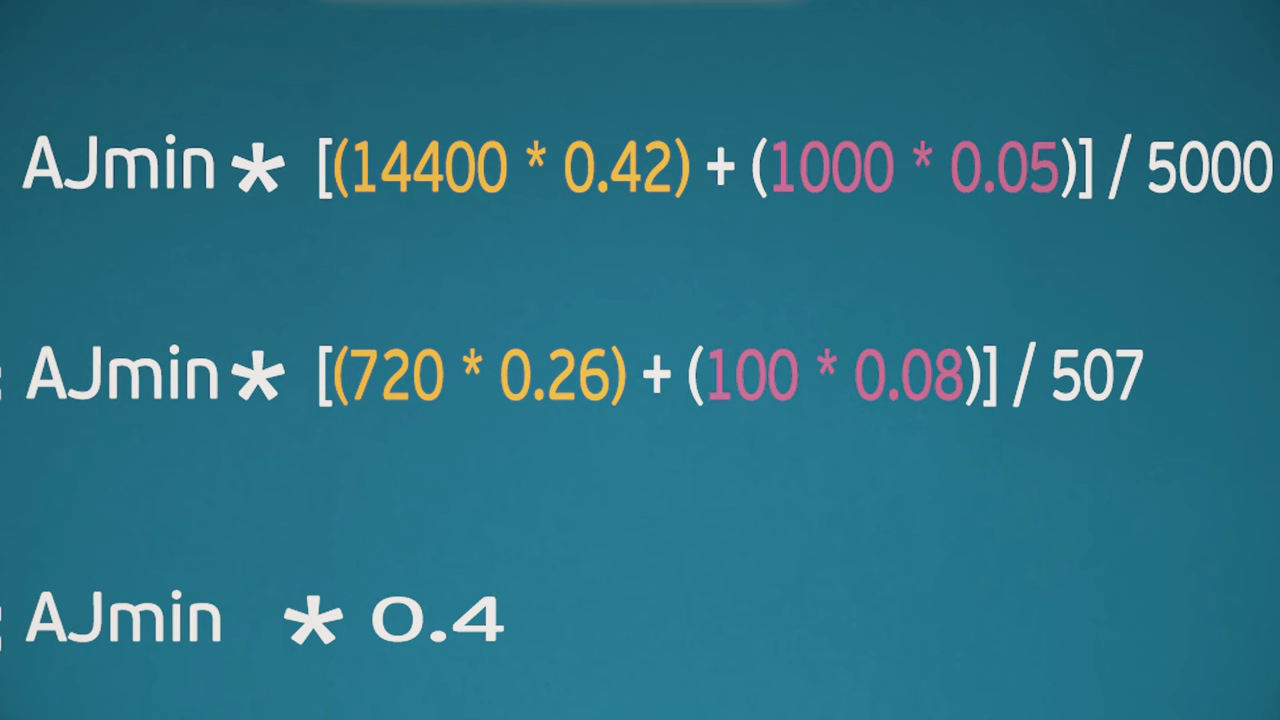 AJmin * [(14400 * 0.42) + (1000 * 0.05)] / 5000
: AJmin * [(720 * 0.26) + (100 * 0.08)] / 507
: AJmin * 0.4